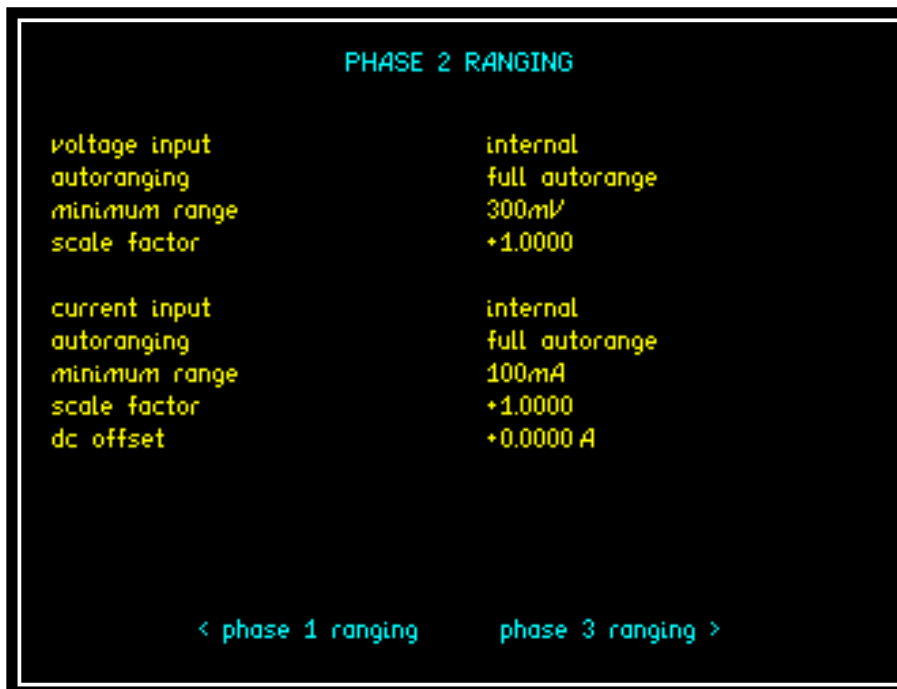 PHASE 2 RANGING
voltage input internal
autoranging full autorange
minimum range 300mV
scale factor +1.0000
current input internal
autoranging full autorange
minimum range 100mA
scale factor +1.0000
dc offset +0.0000 A
< phase 1 ranging phase 3 ranging >